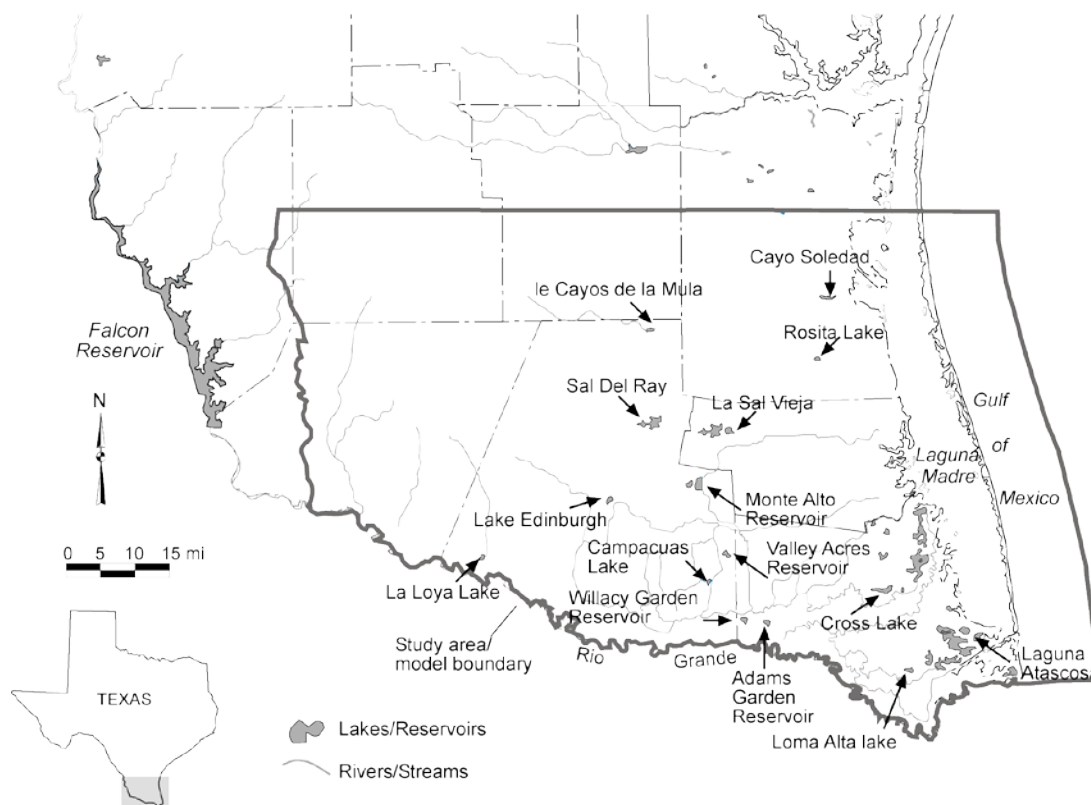 Cayo Soledad
le Cayos de la Mula
Falcon
Reservoir
Rosita Lake
Sal Del Ray
La Sal Vieja
N
Gulf
of
Mexico
Laguna
Madre
Monte Alto
Reservoir
Lake Edinburgh
0 5 10 15 mi
Campacuas
Lake
Valley Acres
Reservoir
La Loya Lake
Willacy Garden
Reservoir
Cross Lake
Study area/
model boundary
Rio
Grande
Laguna
Atascosa
Adams
Garden
Reservoir
Loma Alta lake
TEXAS
Lakes/Reservoirs
Rivers/Streams